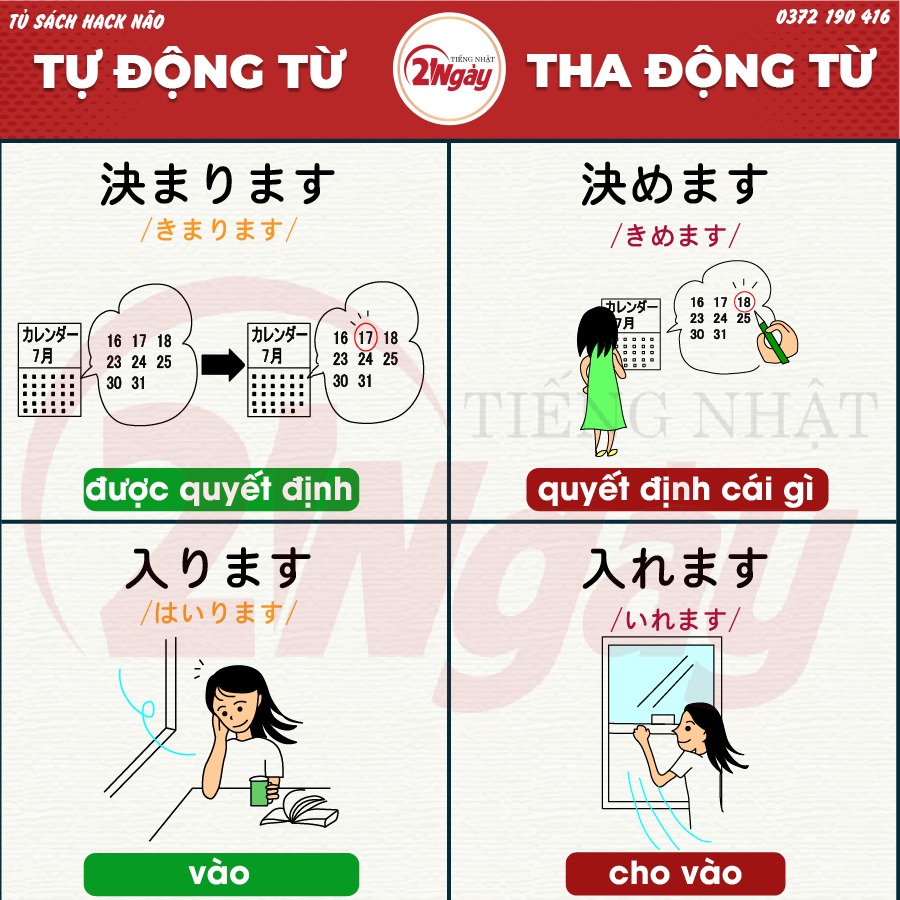 TỦ SÁCH HACK NÃO
0372 190 416
TỰ ĐỘNG TỪ
TIẾNG NHẬT
21Ngày
THA ĐỘNG TỪ
決まります
/きまります/
カレンダー
7月
16 17 18
23 24 25
30 31
カレンダー
7月
16 17 18
23 24 25
30 31
được quyết định
決めます
/きめます/
カレンダー
7月
16 17 18
23 24 25
30 31
quyết định cái gì
TIẾNG NHẬT
21Ngày
入ります
/はいります/
vào
入れます
/いれます/
cho vào